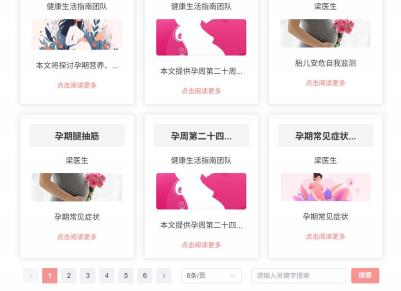 健康生活指南团队
健康生活指南团队
梁医生
本文将探讨孕期营养、...
本文提供孕周第二十周...
胎儿安危自我监测
点击阅读更多
点击阅读更多
点击阅读更多
孕期腿抽筋
孕周第二十四...
孕期常见症状...
梁医生
健康生活指南团队
梁医生
孕期常见症状
本文提供孕周第二十四...
孕期常见症状
点击阅读更多
点击阅读更多
点击阅读更多
1 2 3 4 5 6 6条/页 请输入关键字搜索 搜索